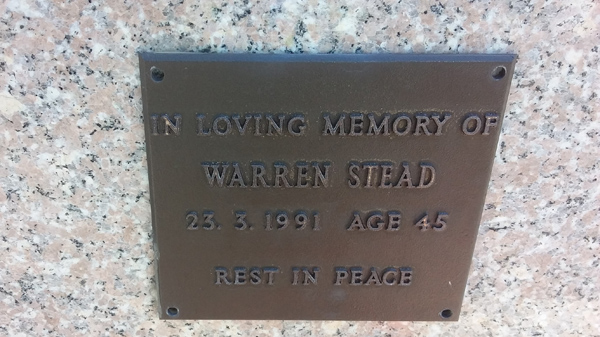 IN LOVING MEMORY OF
WARREN STEAD
23. 3. 1991 AGE 45
REST IN PEACE